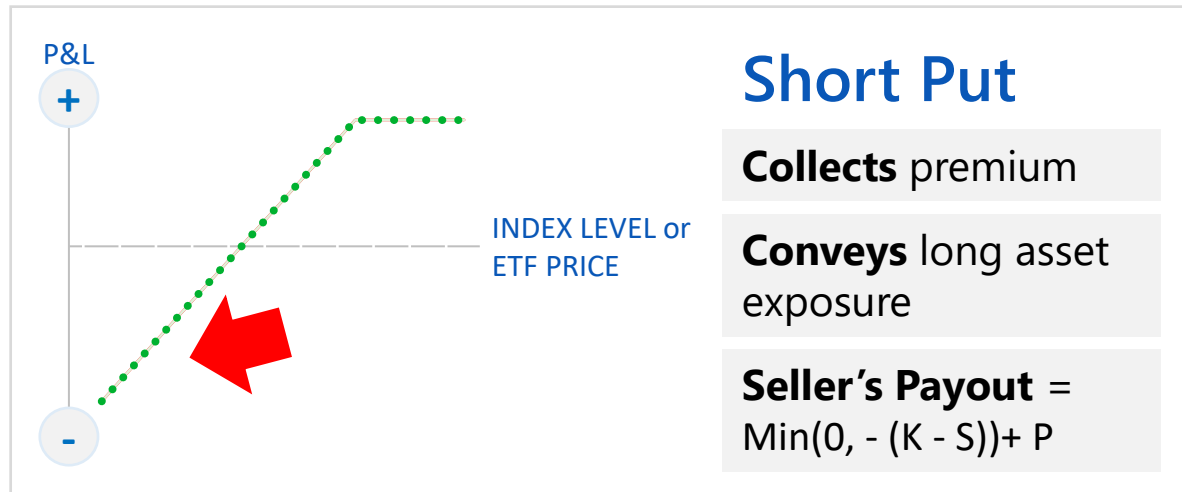 P&L
+
INDEX LEVEL or
ETF PRICE
-
Short Put
Collects premium
Conveys long asset
exposure
Seller’s Payout =
Min(0, - (K - S))+ P